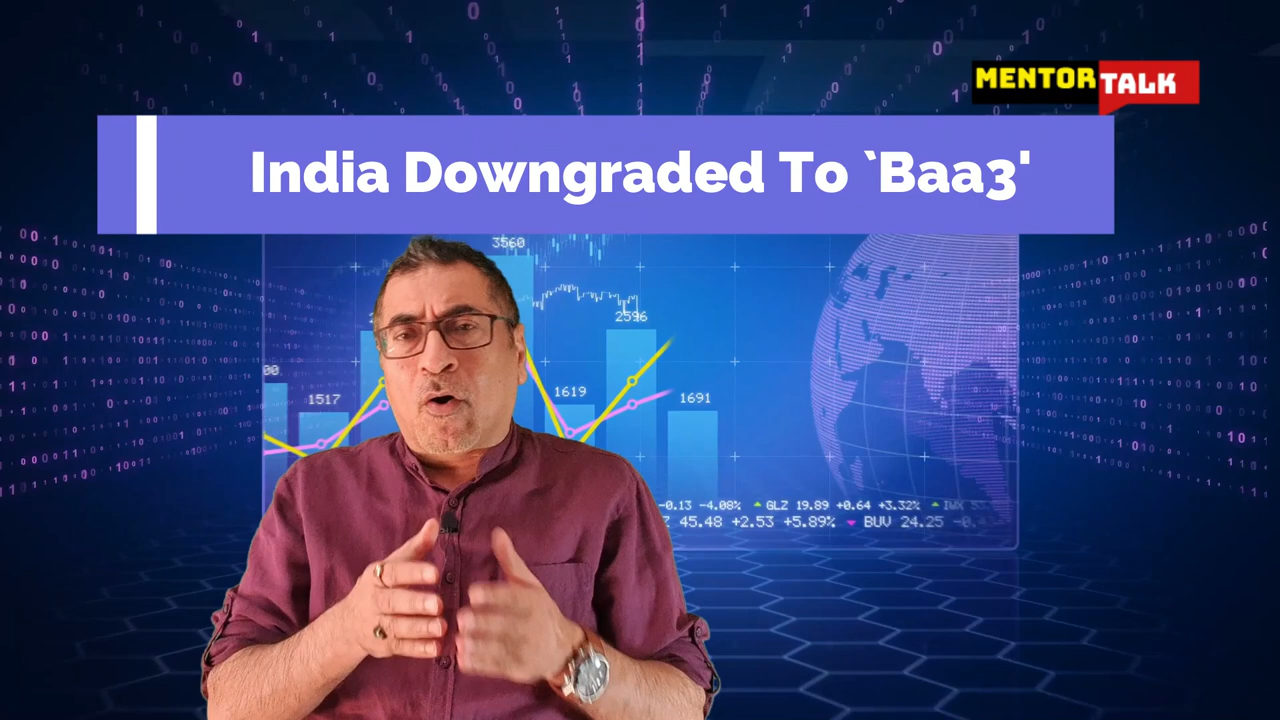 MENTOR TALK
India Downgraded To `Baa3'
3560
2596
00
1517
1619
1691
-0.13 -4.08% GLZ 19.89 +0.64 +3.32%
45.48 +2.53 +5.89% BUV 24.25